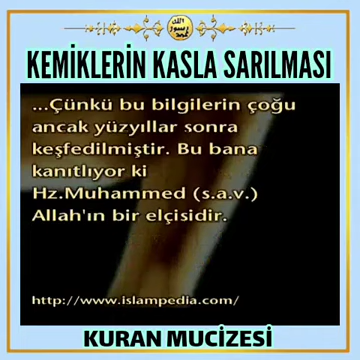 KEMİKLERİN KASLA SARILMASI
...Çünkü bu bilgilerin çoğu
ancak yüzyıllar sonra
keşfedilmiştir. Bu bana
kanıtlıyor ki
Hz.Muhammed (s.a.v.)
Allah'ın bir elçisidir.
http://www.islampedia.com/
KURAN MUCİZESİ